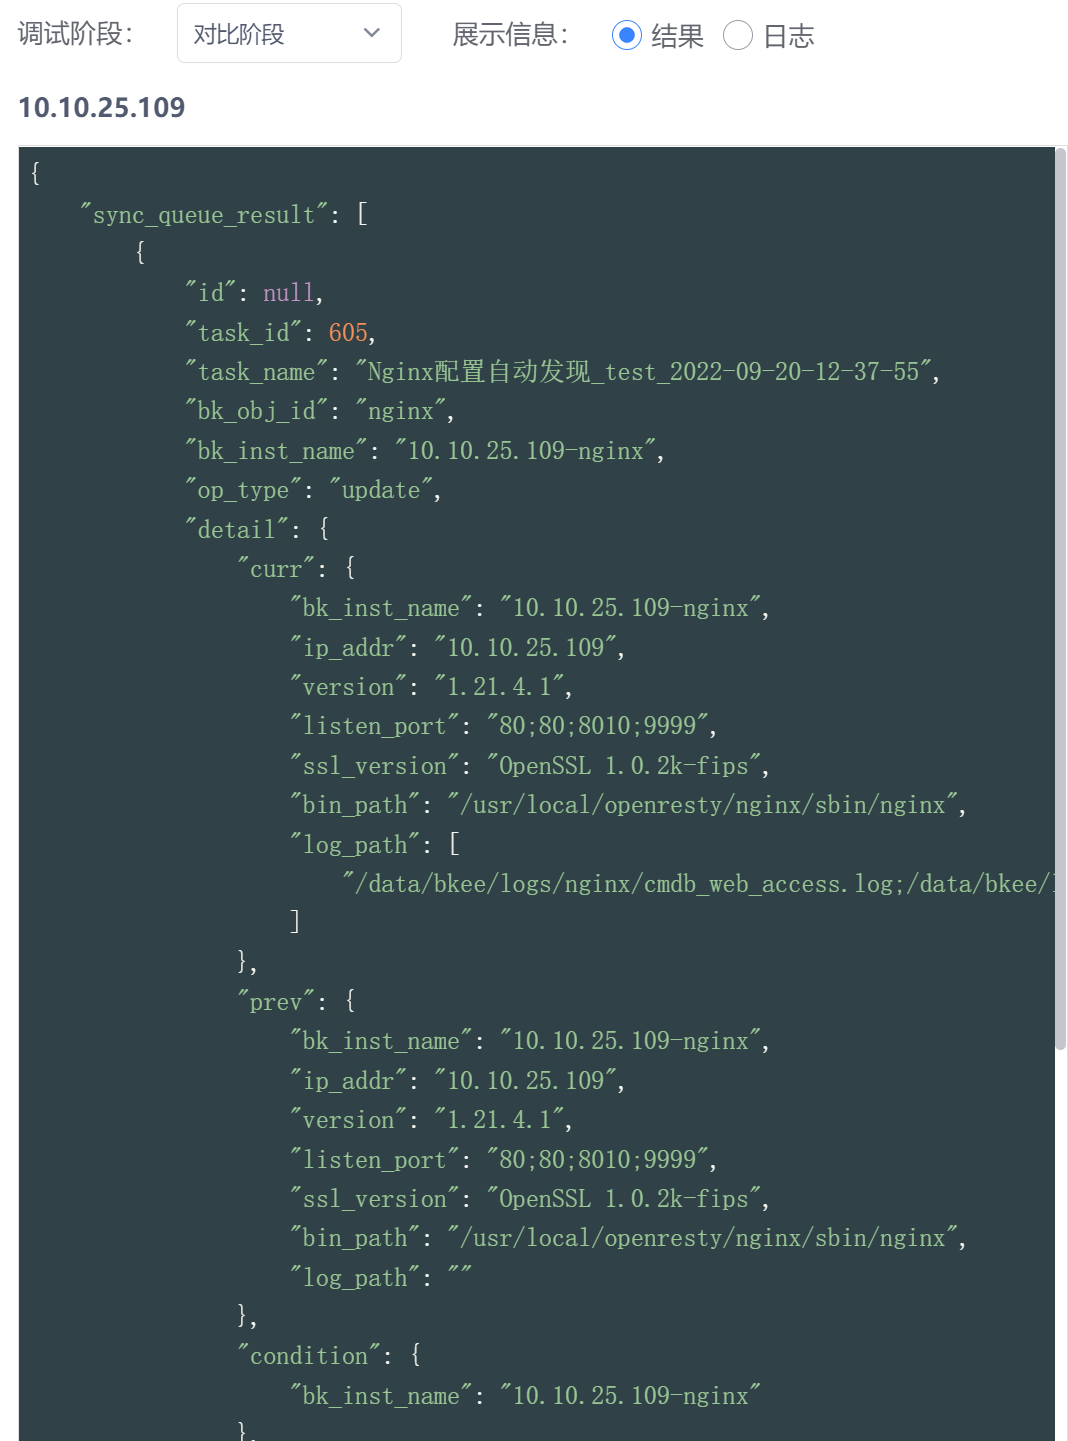 调试阶段： 对比阶段 展示信息： 结果 日志
10.10.25.109
{
    "sync_queue_result": [
        {
            "id": null,
            "task_id": 605,
            "task_name": "Nginx配置自动发现_test_2022-09-20-12-37-55",
            "bk_obj_id": "nginx",
            "bk_inst_name": "10.10.25.109-nginx",
            "op_type": "update",
            "detail": {
                "curr": {
                    "bk_inst_name": "10.10.25.109-nginx",
                    "ip_addr": "10.10.25.109",
                    "version": "1.21.4.1",
                    "listen_port": "80;80;8010;9999",
                    "ssl_version": "OpenSSL 1.0.2k-fips",
                    "bin_path": "/usr/local/openresty/nginx/sbin/nginx",
                    "log_path": [
                        "/data/bkee/logs/nginx/cmdb_web_access.log;/data/bkee/
                    ]
                },
                "prev": {
                    "bk_inst_name": "10.10.25.109-nginx",
                    "ip_addr": "10.10.25.109",
                    "version": "1.21.4.1",
                    "listen_port": "80;80;8010;9999",
                    "ssl_version": "OpenSSL 1.0.2k-fips",
                    "bin_path": "/usr/local/openresty/nginx/sbin/nginx",
                    "log_path": ""
                },
                "condition": {
                    "bk_inst_name": "10.10.25.109-nginx"
                },